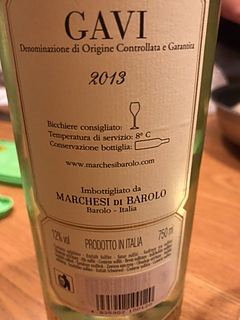 GAVI
Denominazione di Origine Controllata e Garantita
2013
Bicchiere consigliato:
Temperatura di servizio: 8° C
Conservazione bottiglia:
www.marchesibarolo.com
Imbottigliato da
MARCHESI DI BAROLO
Barolo - Italia
12% vol PRODOTTO IN ITALIA 750 ml